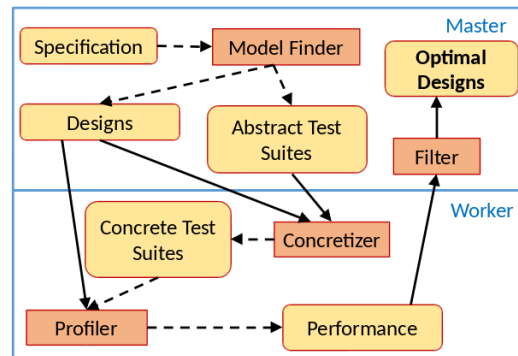 Master
Specification
Model Finder
Optimal
Designs
Designs
Abstract Test
Suites
Filter
Worker
Concrete Test
Suites
Concretizer
Profiler
Performance